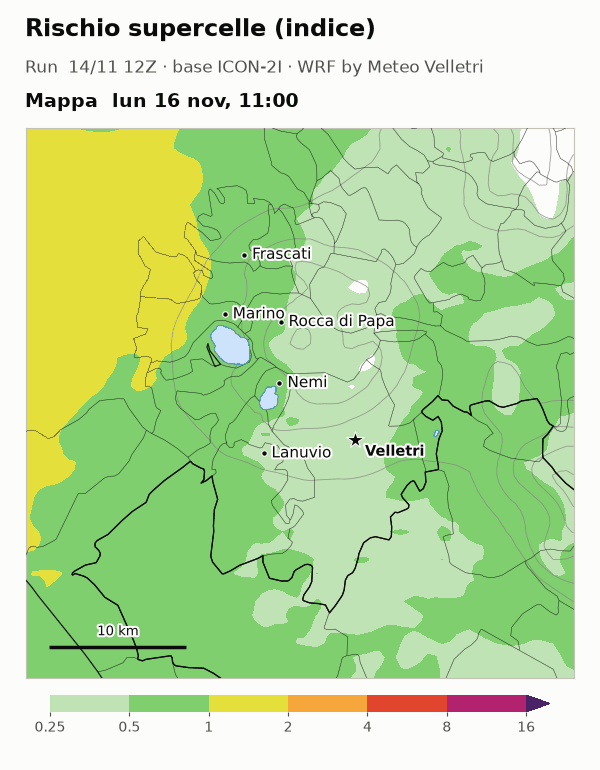 Rischio supercelle (indice)
Run  14/11 12Z · base ICON-2I · WRF by Meteo Velletri
Mappa  lun 16 nov, 11:00
Frascati
Marino
Rocca di Papa
Nemi
Velletri
Lanuvio
10 km
0.25 0.5 1 2 4 8 16